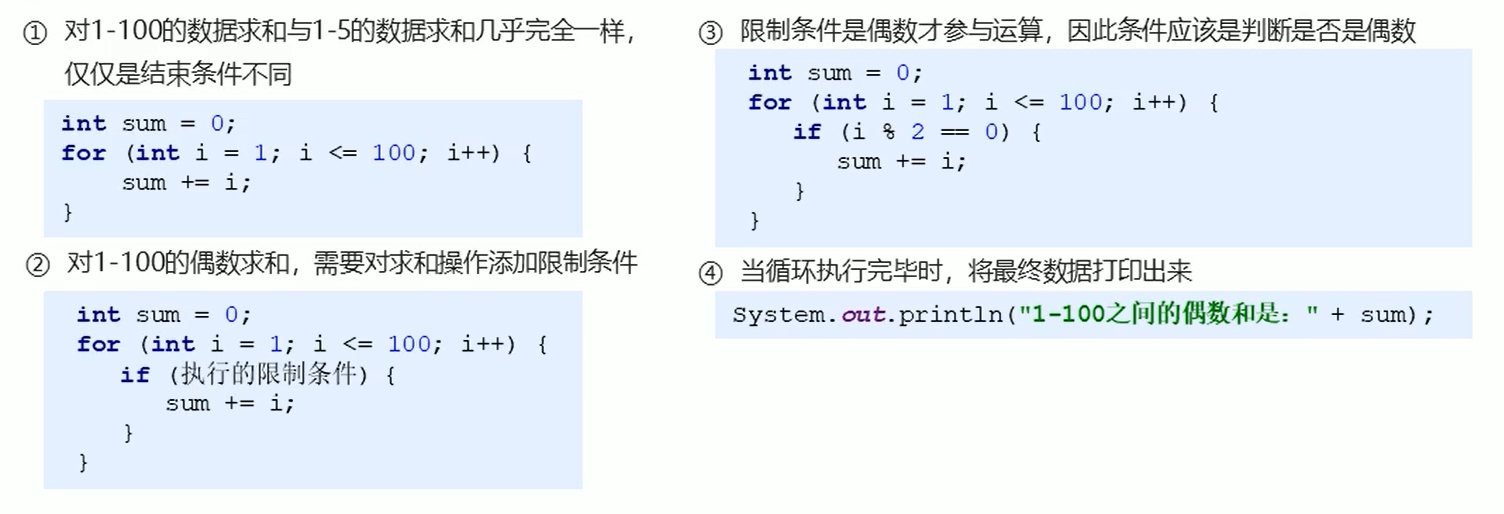 ① 对1-100的数据求和与1-5的数据求和几乎完全一样，
仅仅是结束条件不同
int sum = 0;
for (int i = 1; i <= 100; i++) {
sum += i;
}
② 对1-100的偶数求和，需要对求和操作添加限制条件
int sum = 0;
for (int i = 1; i <= 100; i++) {
if (执行的限制条件) {
sum += i;
}
}
③ 限制条件是偶数才参与运算，因此条件应该是判断是否是偶数
int sum = 0;
for (int i = 1; i <= 100; i++) {
if (i % 2 == 0) {
sum += i;
}
}
④ 当循环执行完毕时，将最终数据打印出来
System.out.println("1-100之间的偶数和是：" + sum);